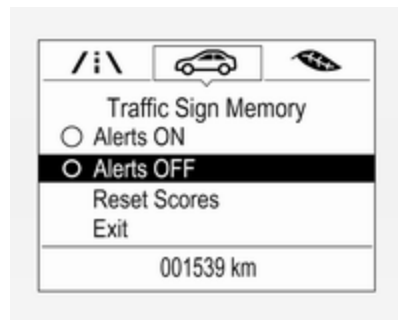 Traffic Sign Memory
Alerts ON
Alerts OFF
Reset Scores
Exit
001539 km